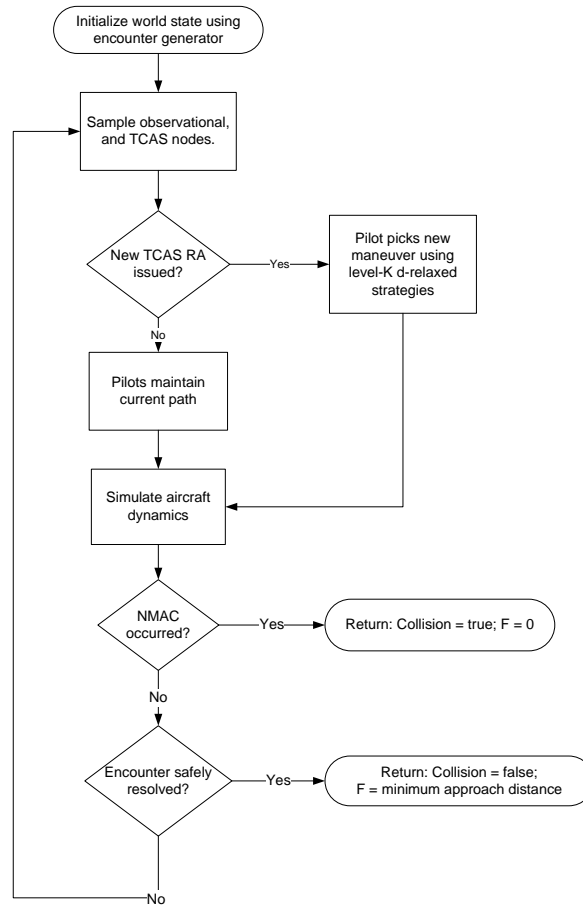 Initialize world state using
encounter generator
Sample observational,
and TCAS nodes.
New TCAS RA
issued?
Yes
Pilot picks new
maneuver using
level-K d-relaxed
strategies
No
Pilots maintain
current path
Simulate aircraft
dynamics
NMAC
occurred?
Yes
Return: Collision = true; F = 0
No
Encounter safely
resolved?
Yes
Return: Collision = false;
F = minimum approach distance
No